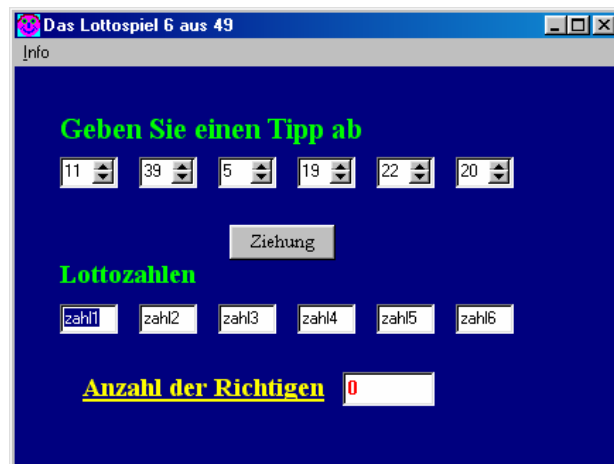 Das Lottospiel 6 aus 49
Info
Geben Sie einen Tipp ab
11 39 5 19 22 20
Ziehung
Lottozahlen
zahl1 zahl2 zahl3 zahl4 zahl5 zahl6
Anzahl der Richtigen 0